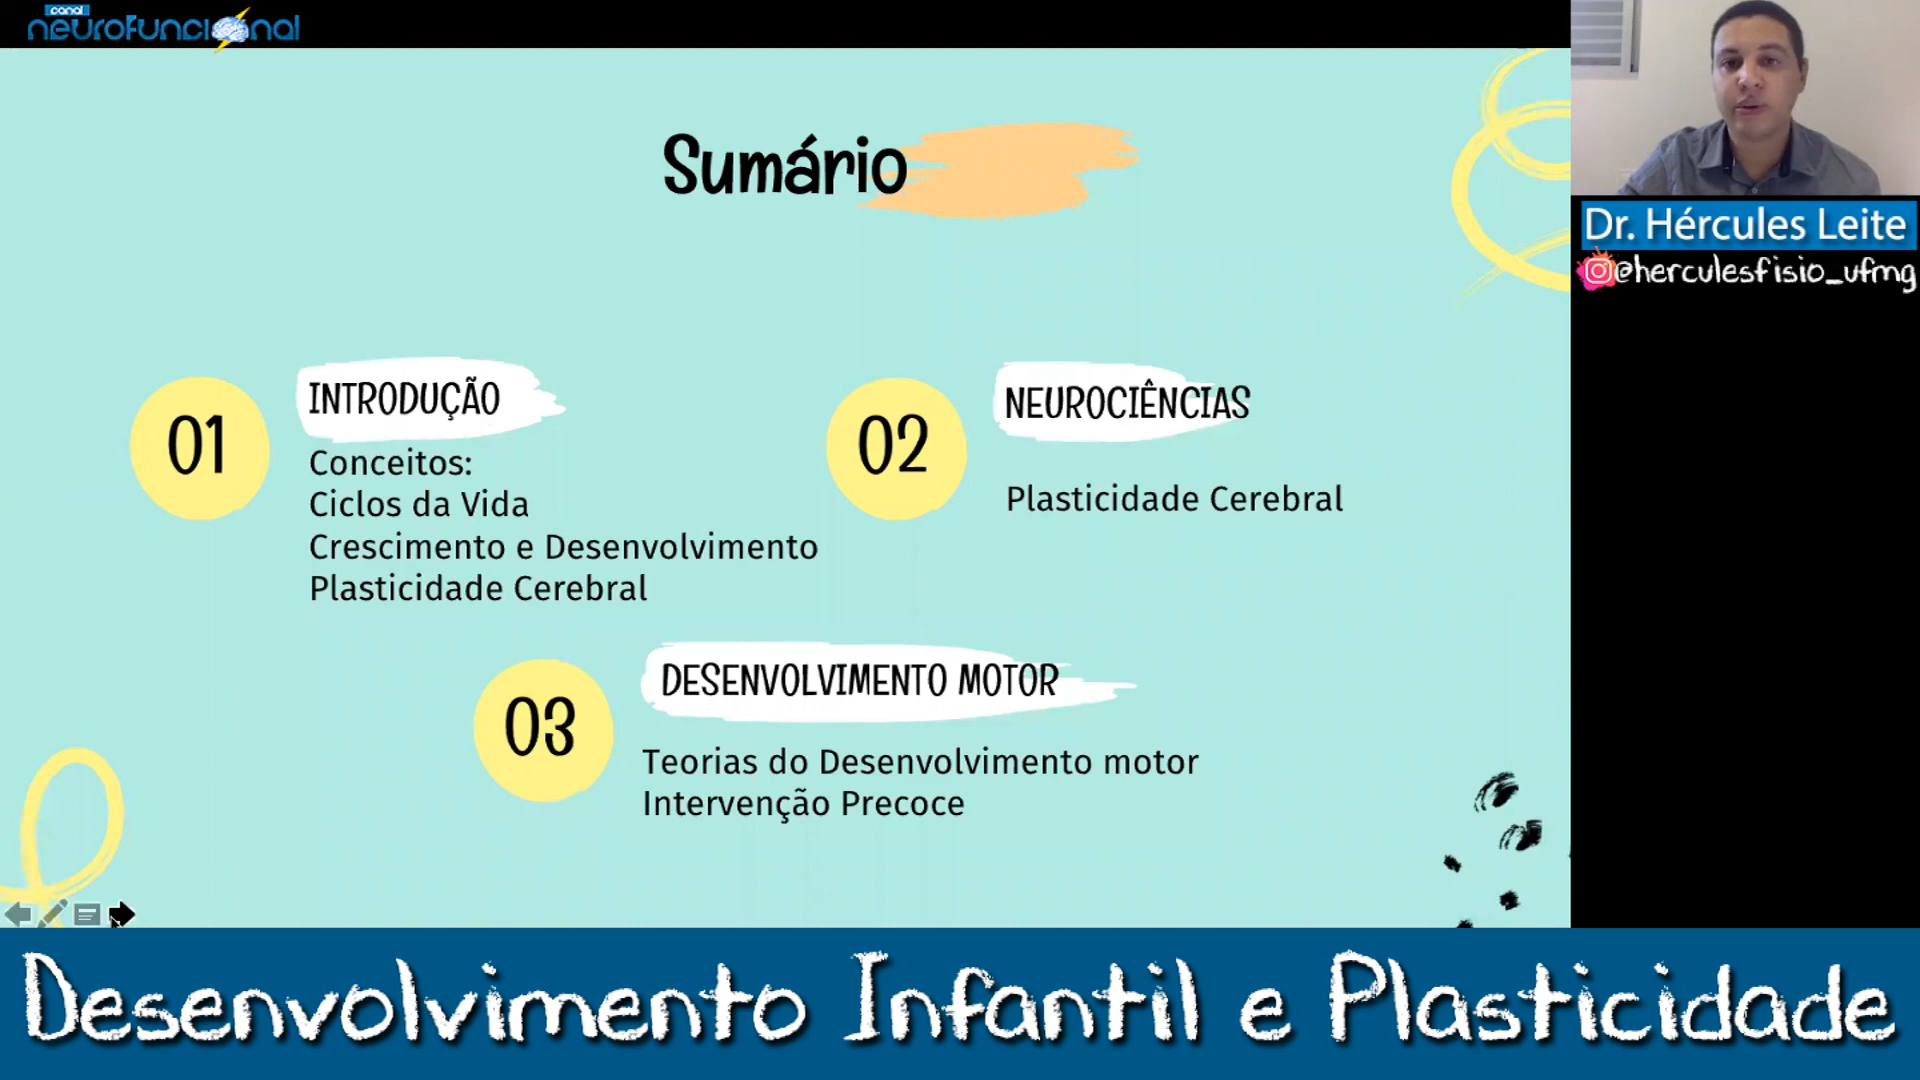 canal
neurofuncional
Sumário
01
INTRODUÇÃO
Conceitos:
Ciclos da Vida
Crescimento e Desenvolvimento
Plasticidade Cerebral
02
NEUROCIÊNCIAS
Plasticidade Cerebral
03
DESENVOLVIMENTO MOTOR
Teorias do Desenvolvimento motor
Intervenção Precoce
Dr. Hércules Leite
@herculesfisio_ufmg
Desenvolvimento Infantil e Plasticidade